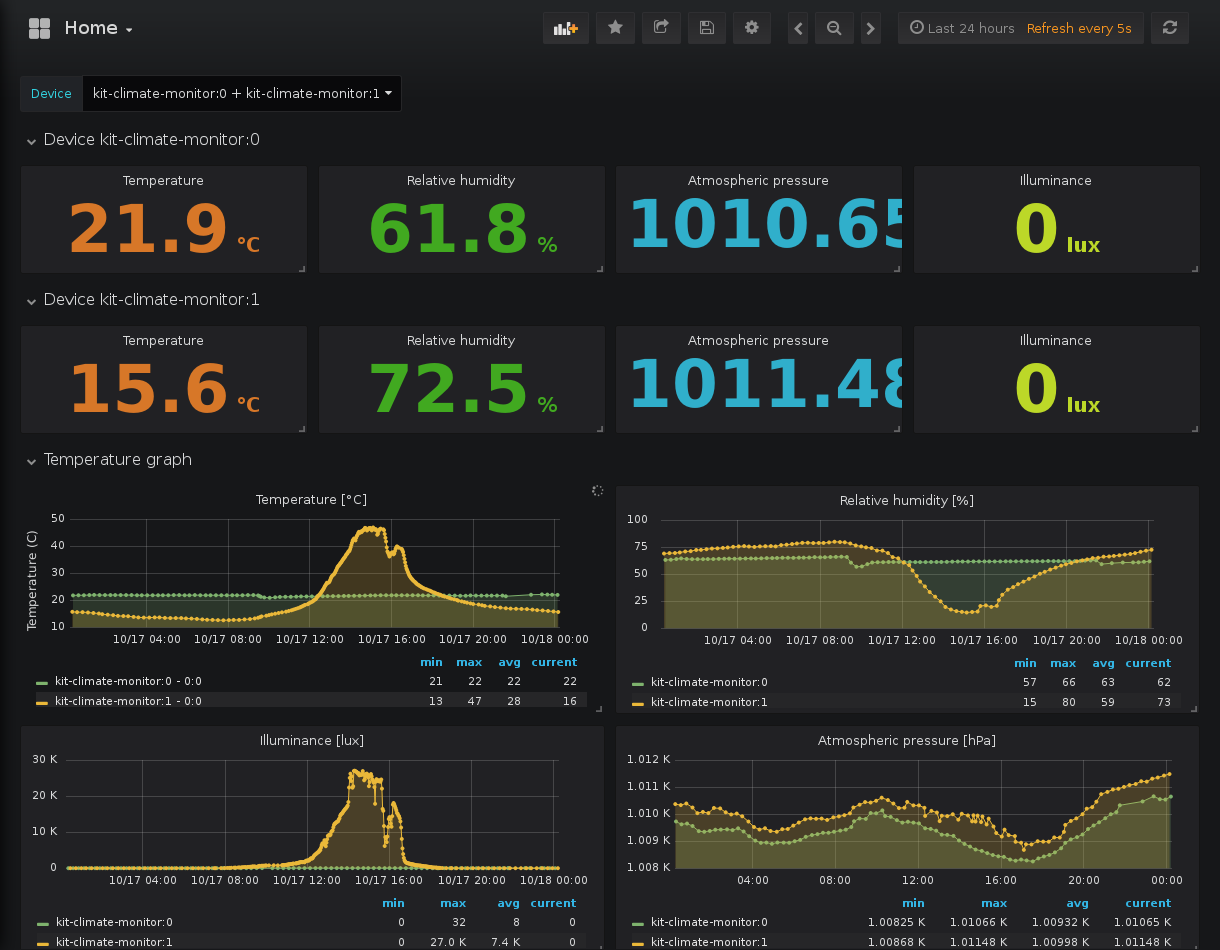 Home
Last 24 hours Refresh every 5s
Device kit-climate-monitor:0 + kit-climate-monitor:1
Device kit-climate-monitor:0
Temperature Relative humidity Atmospheric pressure Illuminance
21.9 °C 61.8 % 1010.65 0 lux
Device kit-climate-monitor:1
Temperature Relative humidity Atmospheric pressure Illuminance
15.6 °C 72.5 % 1011.48 0 lux
Temperature graph
Temperature [°C]
Temperature (C)
50
40
30
20
10
10/17 04:00 10/17 08:00 10/17 12:00 10/17 16:00 10/17 20:00 10/18 00:00
min max avg current
kit-climate-monitor:0 - 0:0 21 22 22 22
kit-climate-monitor:1 - 0:0 13 47 28 16
Relative humidity [%]
100
75
50
25
0
10/17 04:00 10/17 08:00 10/17 12:00 10/17 16:00 10/17 20:00 10/18 00:00
min max avg current
kit-climate-monitor:0 57 66 63 62
kit-climate-monitor:1 15 80 59 73
Illuminance [lux]
30 K
20 K
10 K
0
10/17 04:00 10/17 08:00 10/17 12:00 10/17 16:00 10/17 20:00 10/18 00:00
min max avg current
kit-climate-monitor:0 0 32 8 0
kit-climate-monitor:1 0 27.0 K 7.4 K 0
Atmospheric pressure [hPa]
1.012 K
1.011 K
1.010 K
1.009 K
1.008 K
04:00 08:00 12:00 16:00 20:00 00:00
min max avg current
kit-climate-monitor:0 1.00825 K 1.01066 K 1.00932 K 1.01065 K
kit-climate-monitor:1 1.00868 K 1.01148 K 1.00998 K 1.01148 K